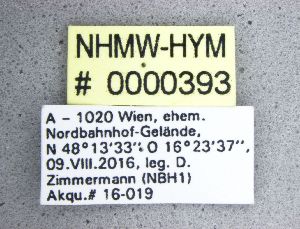 NHMW-HYM
# 0000393
A – 1020 Wien, ehem.
Nordbahnhof-Gelände,
N 48°13'33'' O 16°23'37'',
09.VIII.2016, leg. D.
Zimmermann (NBH1)
Akqu.# 16-019